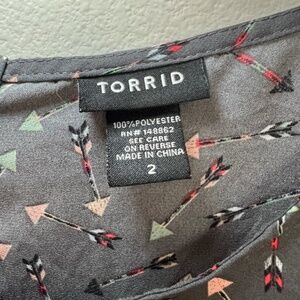 TORRID
100% POLYESTER
RN# 148862
SEE CARE
ON REVERSE
MADE IN CHINA
2